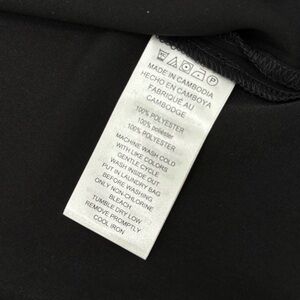 MADE IN CAMBODIA
HECHO EN CAMBOYA
FABRIQUÉ AU
CAMBODGE
100% POLYESTER
100% poliéster
100% POLYESTER
MACHINE WASH COLD
WITH LIKE COLORS
GENTLE CYCLE
WASH INSIDE OUT
PUT IN LAUNDRY BAG
BEFORE WASHING
ONLY NON-CHLORINE
BLEACH
TUMBLE DRY LOW
REMOVE PROMPTLY
COOL IRON